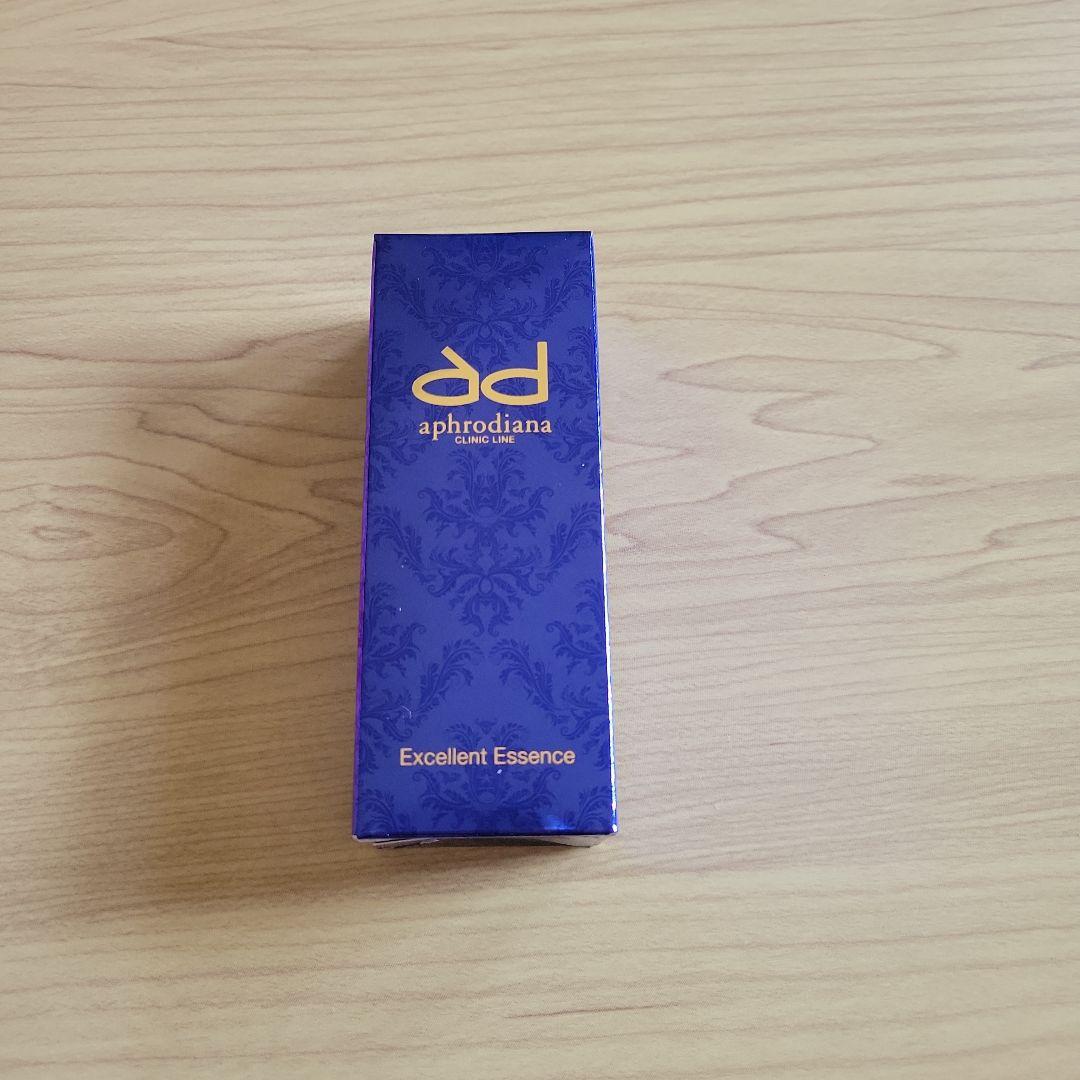 ad
aphrodiana
CLINIC LINE
Excellent Essence